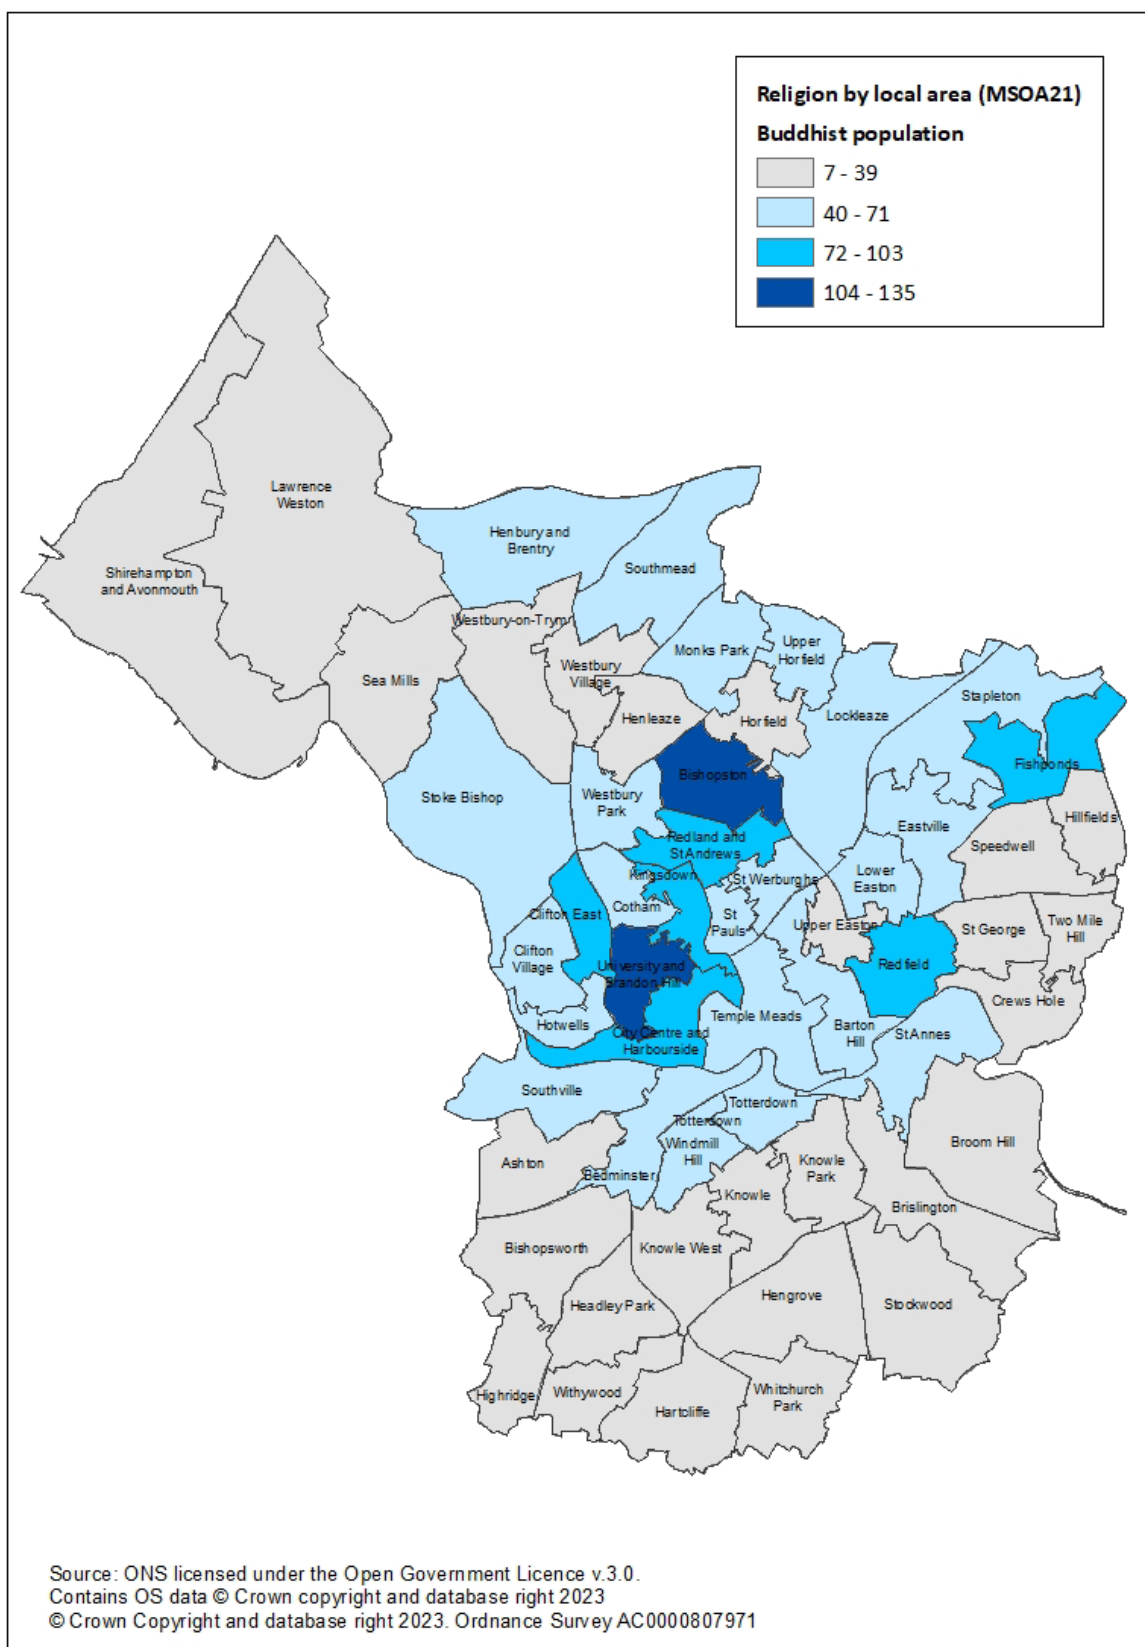 Religion by local area (MSOA21)
Buddhist population
7 - 39
40 - 71
72 - 103
104 - 135
Lawrence
Weston
Henbury and
Brentry
Southmead
Shirehampton
and Avonmouth
Westbury-on-Trym
Monks Park
Upper
Horfield
Westbury
Village
Sea Mills
Stapleton
Henleaze
Horfield
Lockleaze
Fishponds
Bishopston
Stoke Bishop
Westbury
Park
Hillfields
Eastville
Redland and
St Andrews
Speedwell
Kingsdown
St Werburghs
Lower
Easton
Cotham
Clifton East
St
Pauls
Upper Easton
St George
Two Mile
Hill
Clifton
Village
University and
Brandon Hill
Redfield
Crews Hole
Hotwells
Temple Meads
City Centre and
Harbourside
Barton
Hill
St Annes
Southville
Totterdown
Totterdown
Windmill
Hill
Broom Hill
Ashton
Bedminster
Knowle
Park
Knowle
Brislington
Bishopsworth
Knowle West
Headley Park
Hengrove
Stockwood
Highridge
Withywood
Whitchurch
Park
Hartcliffe
Source: ONS licensed under the Open Government Licence v.3.0.
Contains OS data © Crown copyright and database right 2023
© Crown Copyright and database right 2023. Ordnance Survey AC0000807971